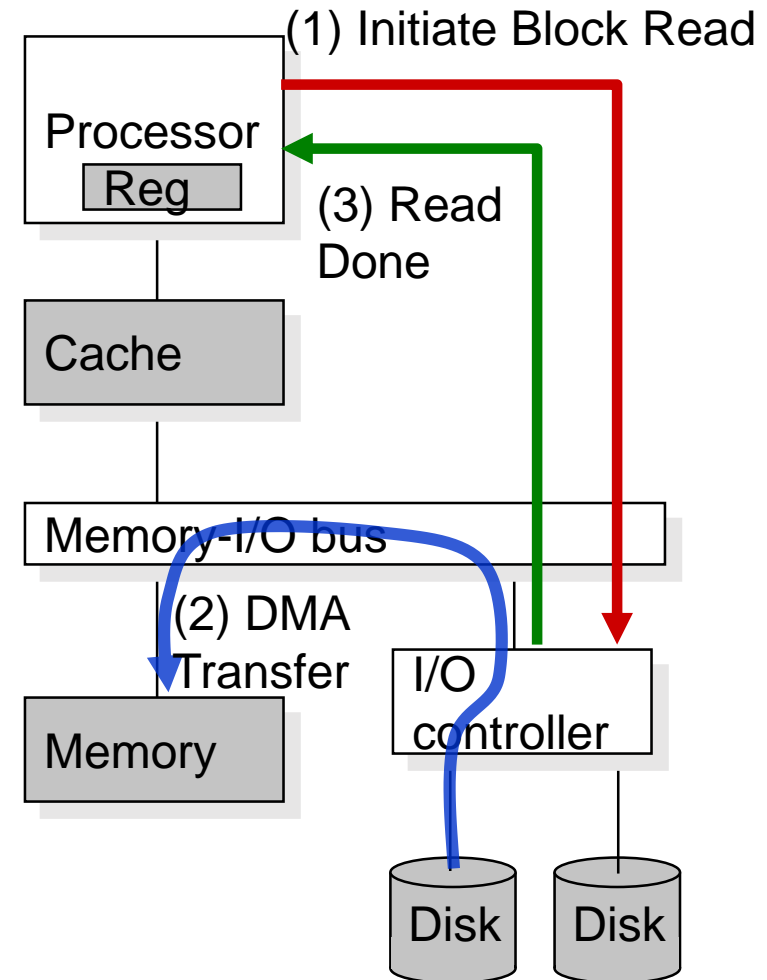 (1) Initiate Block Read
Processor
Reg
(3) Read
Done
Cache
Memory-I/O bus
(2) DMA
Transfer
I/O
controller
Memory
Disk
Disk